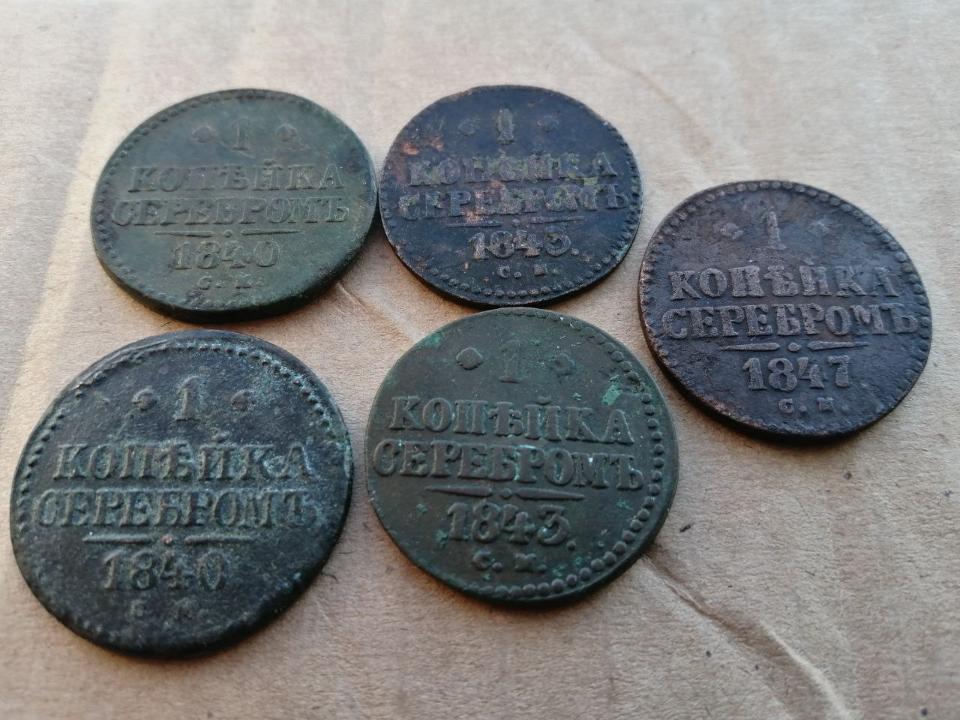 1
КОПѢЙКА
СЕРЕБРОМЪ
1840
С. М.
1
КОПѢЙКА
СЕРЕБРОМЪ
1843.
С. М.
1
КОПѢЙКА
СЕРЕБРОМЪ
1847
С. М.
1
КОПѢЙКА
СЕРЕБРОМЪ
1840
С. М.
1
КОПѢЙКА
СЕРЕБРОМЪ
1843.
С. М.